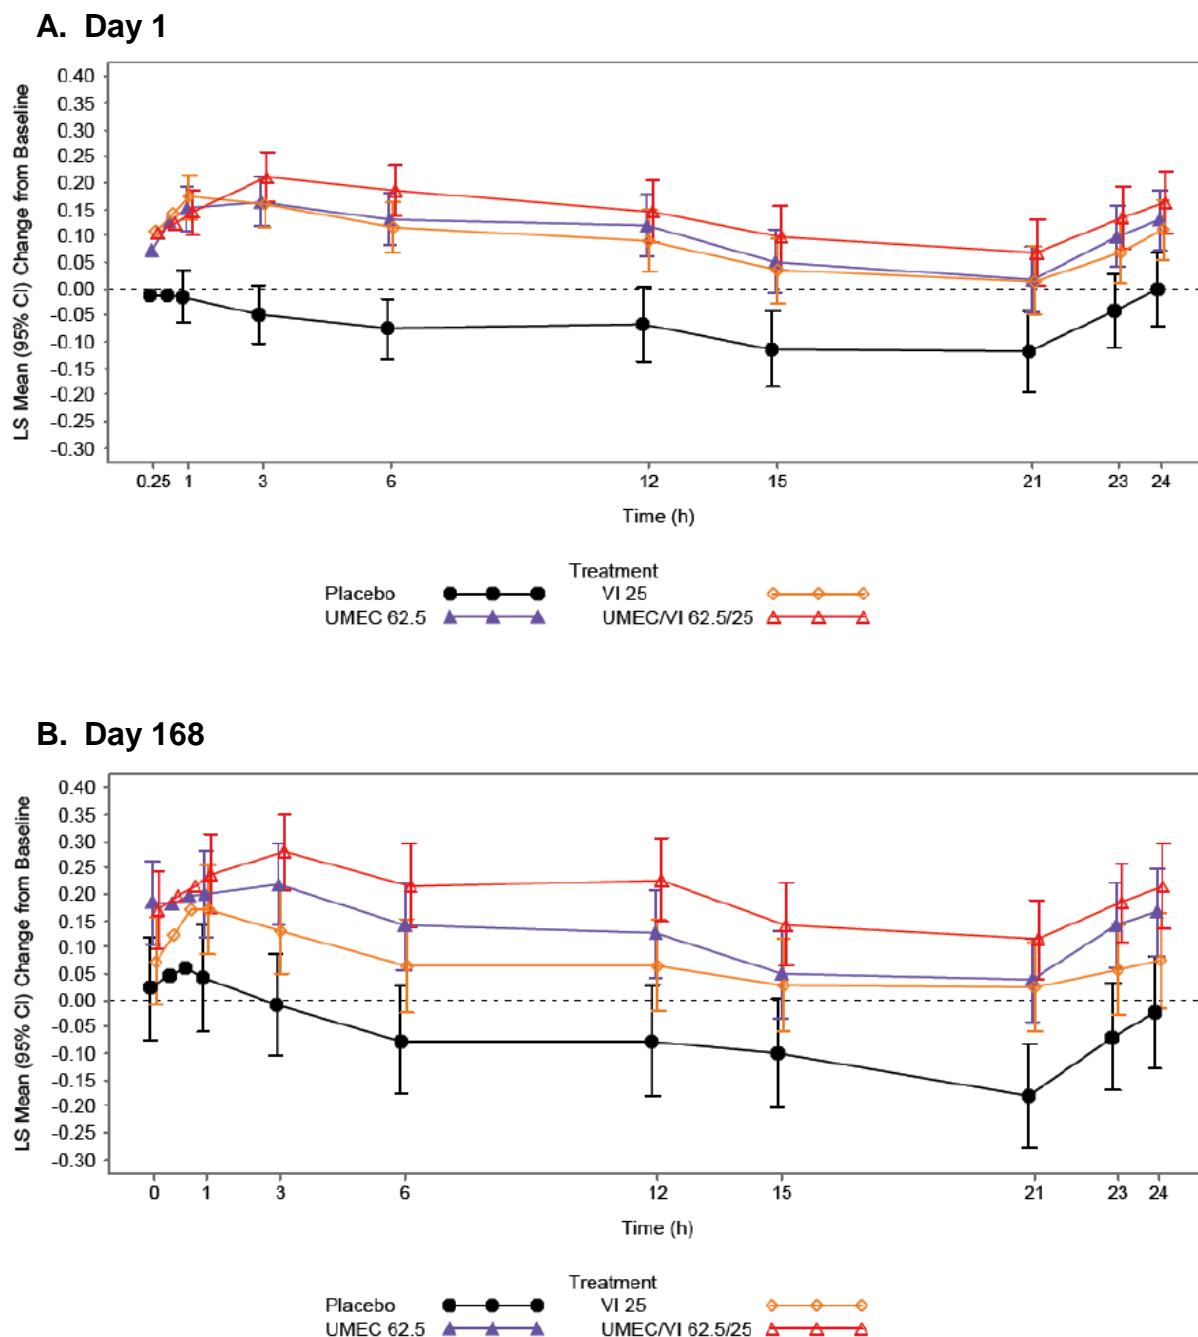 A. Day 1
LS Mean (95% CI) Change from Baseline
0.40
0.35
0.30
0.25
0.20
0.15
0.10
0.05
0.00
-0.05
-0.10
-0.15
-0.20
-0.25
-0.30
0.25 1 3 6 12 15 21 23 24
Time (h)
Treatment
Placebo VI 25
UMEC 62.5 UMEC/VI 62.5/25
B. Day 168
LS Mean (95% CI) Change from Baseline
0.40
0.35
0.30
0.25
0.20
0.15
0.10
0.05
0.00
-0.05
-0.10
-0.15
-0.20
-0.25
-0.30
0 1 3 6 12 15 21 23 24
Time (h)
Treatment
Placebo VI 25
UMEC 62.5 UMEC/VI 62.5/25